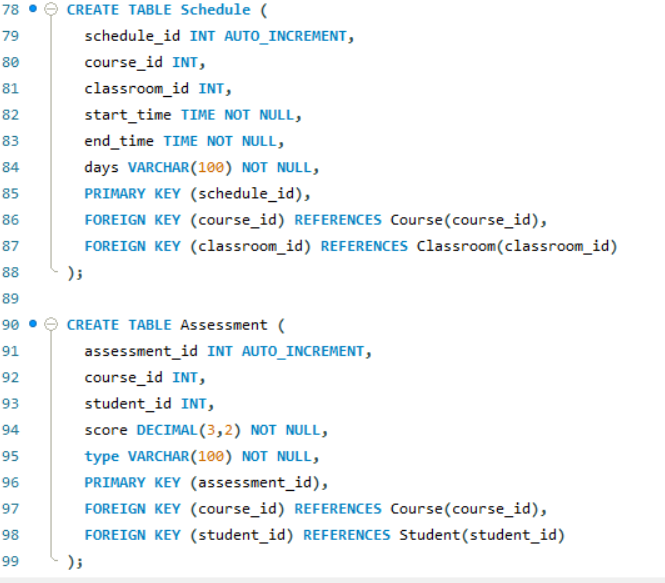 78 CREATE TABLE Schedule (
79 schedule_id INT AUTO_INCREMENT,
80 course_id INT,
81 classroom_id INT,
82 start_time TIME NOT NULL,
83 end_time TIME NOT NULL,
84 days VARCHAR(100) NOT NULL,
85 PRIMARY KEY (schedule_id),
86 FOREIGN KEY (course_id) REFERENCES Course(course_id),
87 FOREIGN KEY (classroom_id) REFERENCES Classroom(classroom_id)
88 );
89
90 CREATE TABLE Assessment (
91 assessment_id INT AUTO_INCREMENT,
92 course_id INT,
93 student_id INT,
94 score DECIMAL(3,2) NOT NULL,
95 type VARCHAR(100) NOT NULL,
96 PRIMARY KEY (assessment_id),
97 FOREIGN KEY (course_id) REFERENCES Course(course_id),
98 FOREIGN KEY (student_id) REFERENCES Student(student_id)
99 );